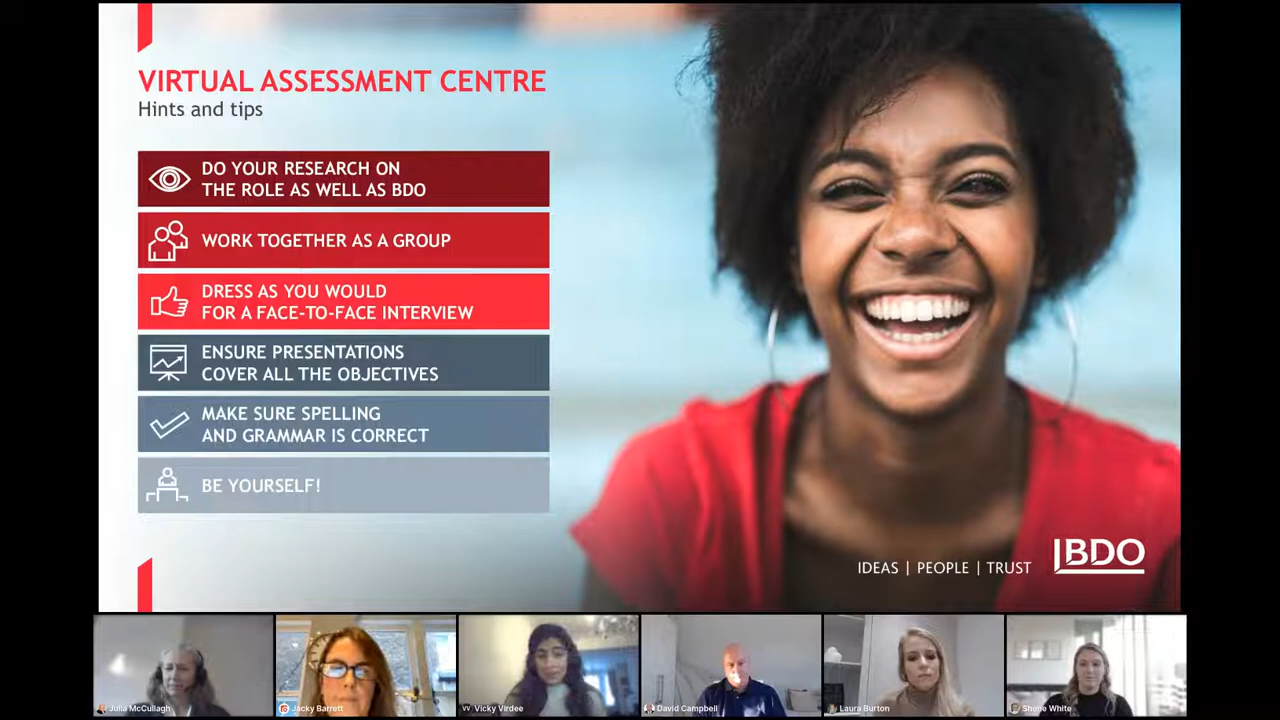 VIRTUAL ASSESSMENT CENTRE
Hints and tips
DO YOUR RESEARCH ON
THE ROLE AS WELL AS BDO
WORK TOGETHER AS A GROUP
DRESS AS YOU WOULD
FOR A FACE-TO-FACE INTERVIEW
ENSURE PRESENTATIONS
COVER ALL THE OBJECTIVES
MAKE SURE SPELLING
AND GRAMMAR IS CORRECT
BE YOURSELF!
IDEAS | PEOPLE | TRUST
BDO
Julia McCullagh
Jacky Barrett
VV Vicky Virdee
David Campbell
Laura Burton
Shene White